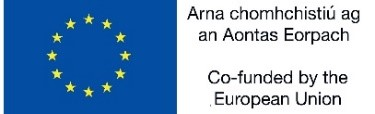 Arna chomhchistiú ag
an Aontas Eorpach
Co-funded by the
European Union